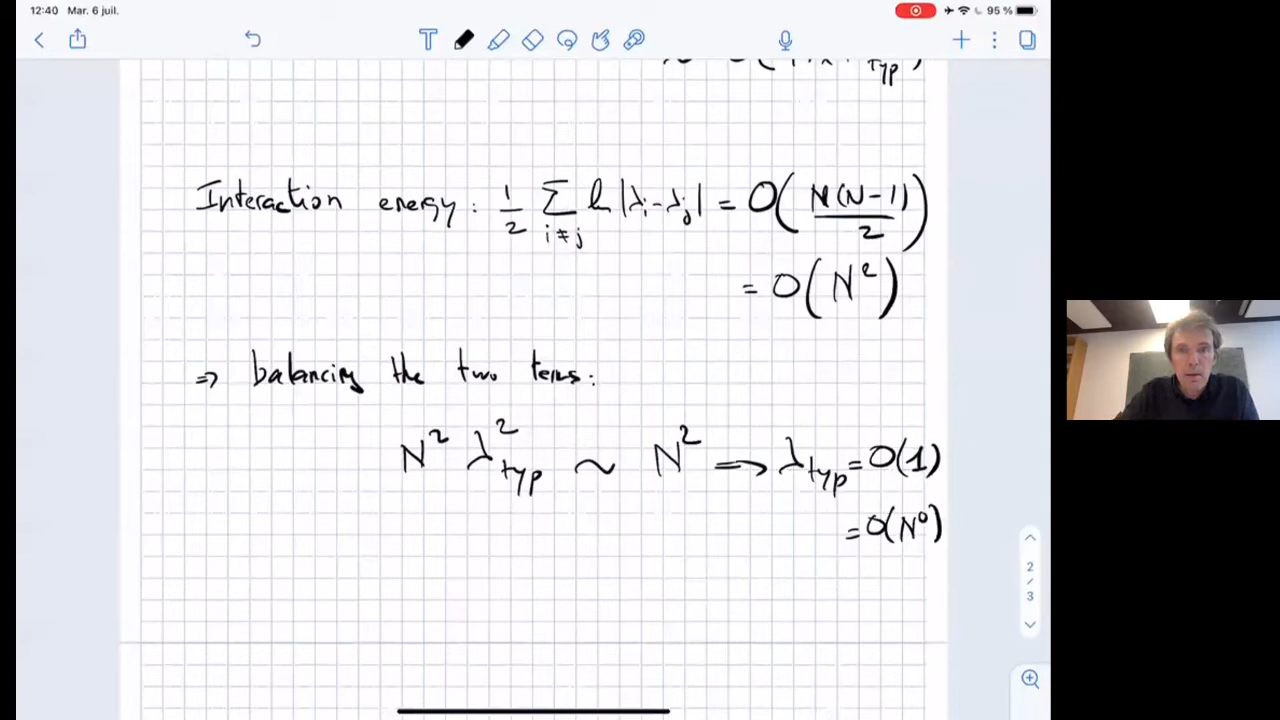 12:40 Mar. 6 juil. 95 %
typ
Interaction energy : 1/2 ∑_{i≠j} ln |λi - λj| = O( N(N-1)/2 )
= O( N² )
⇒ balancing the two terms :
N² λ²_typ ~ N² ⇒ λ_typ = O(1)
= O(N⁰)
2
/
3